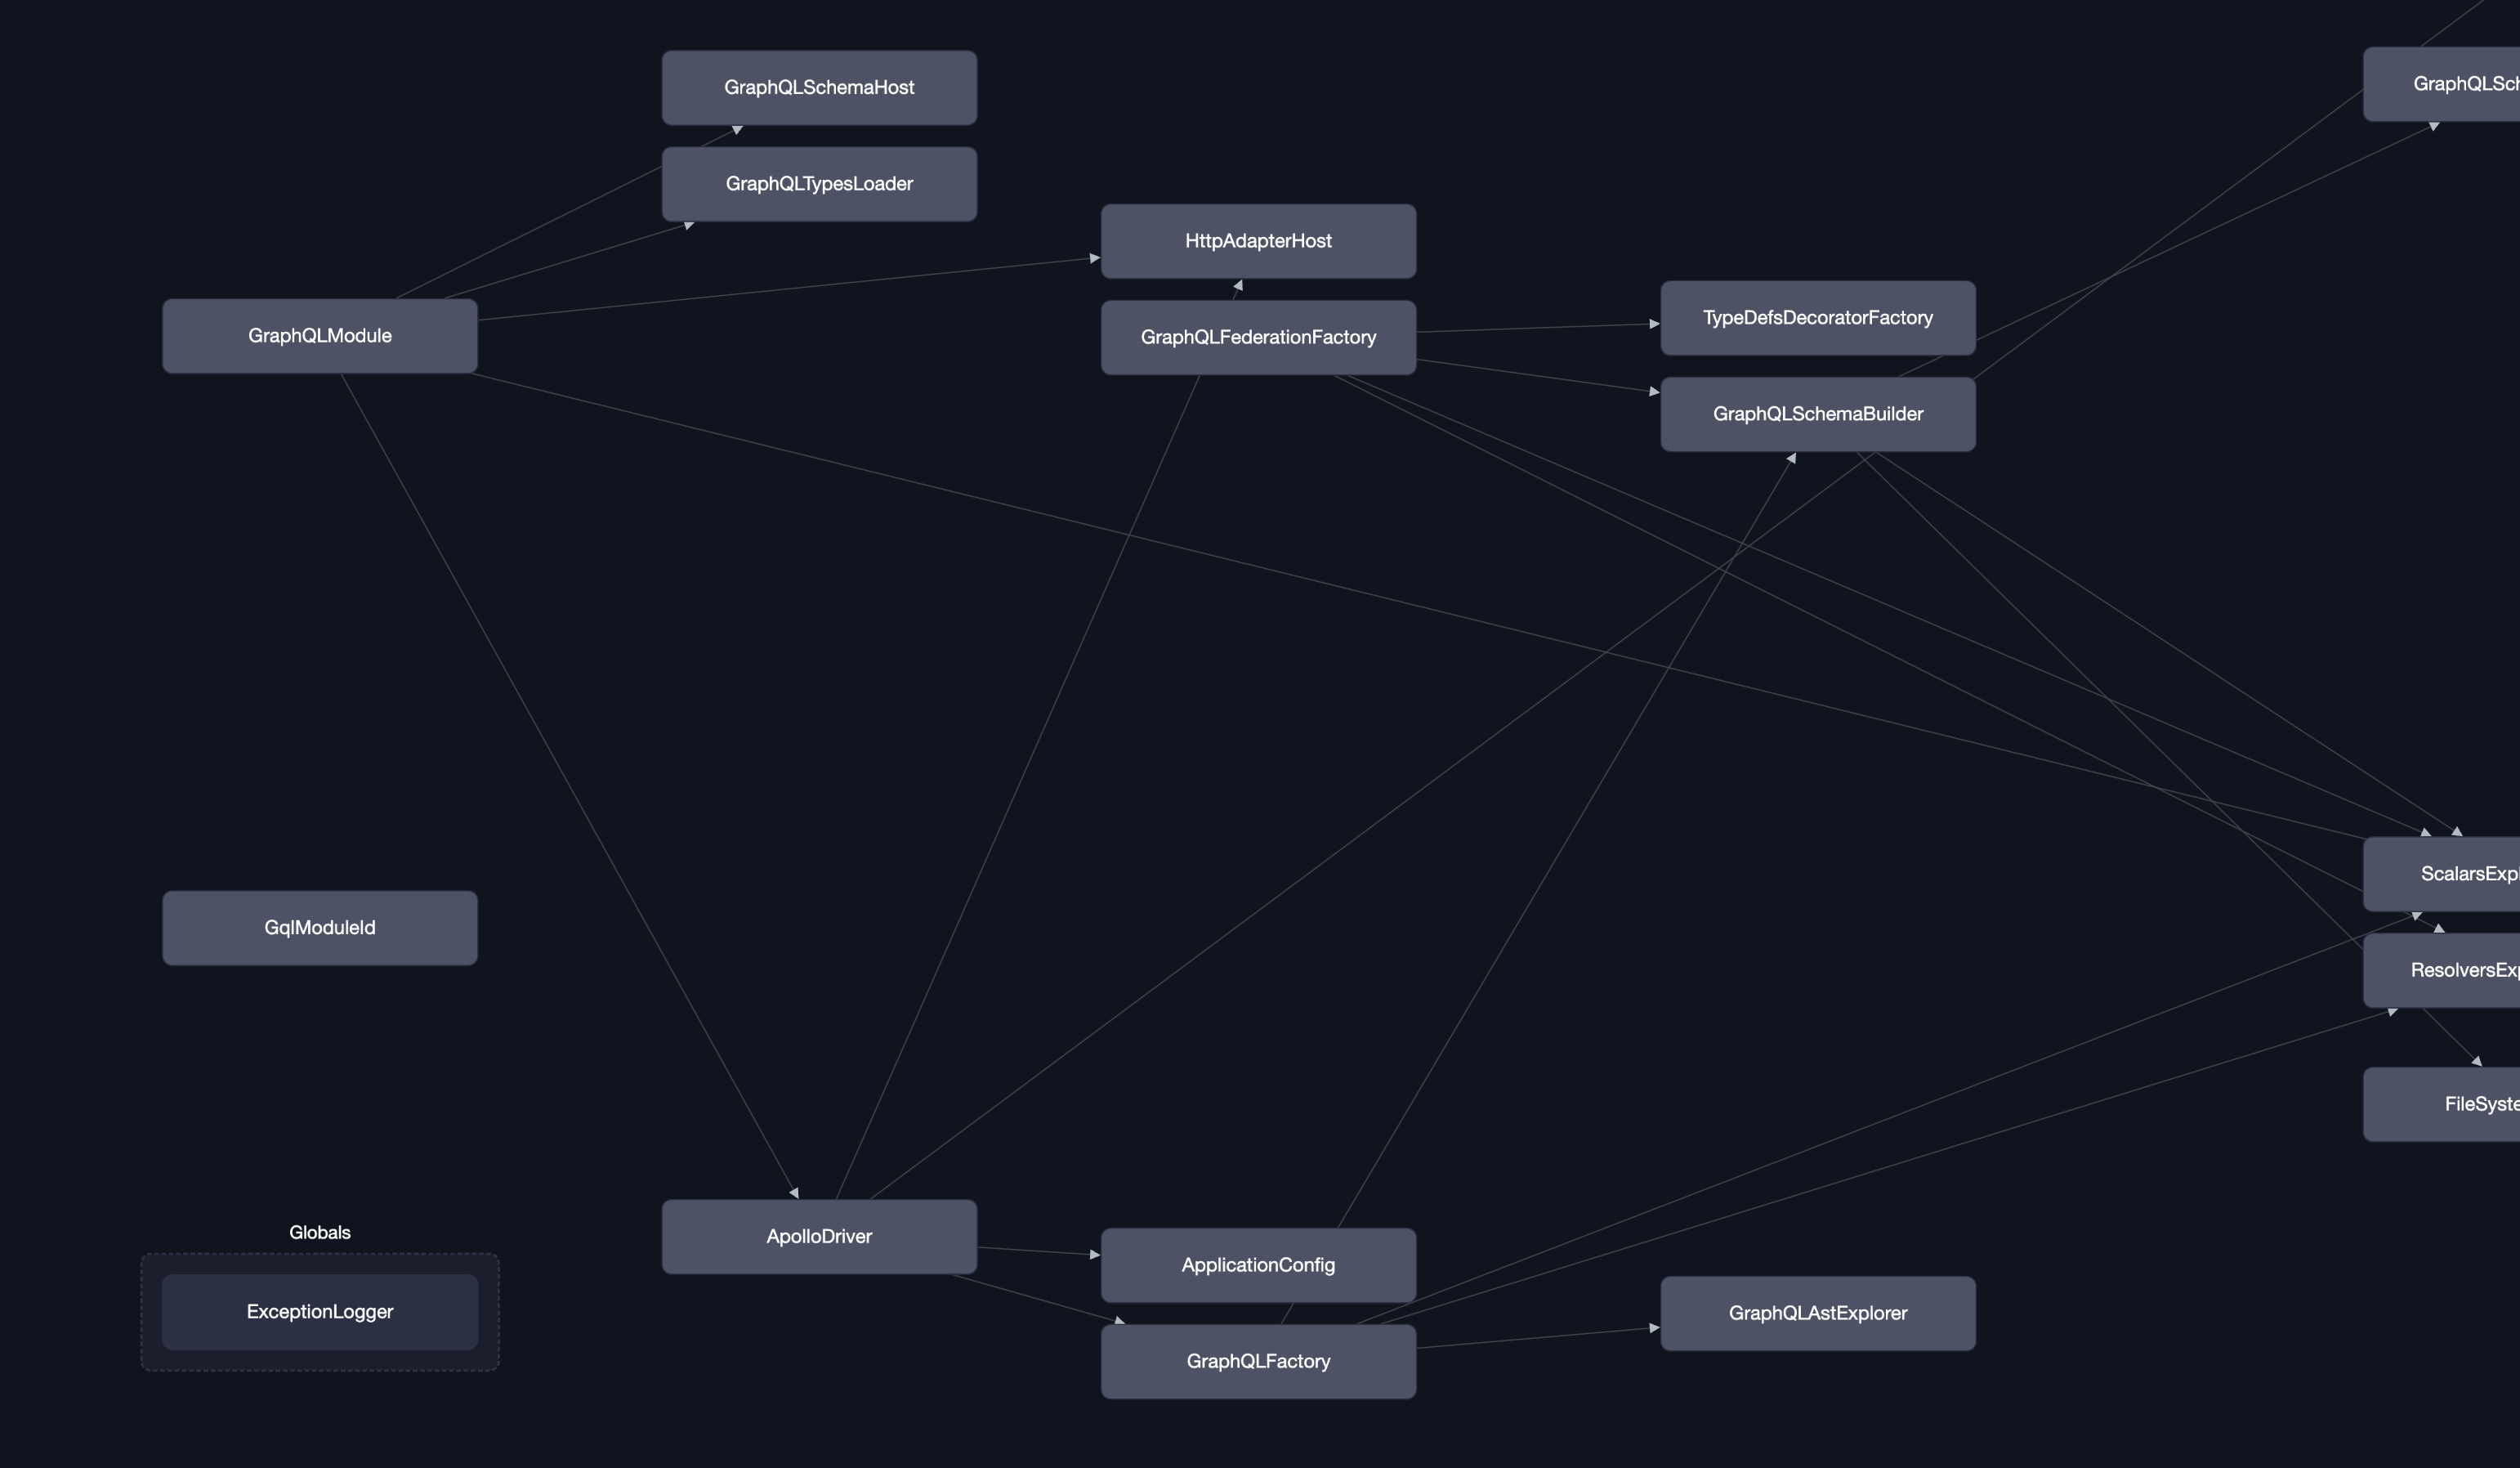 GraphQLSchemaHost
GraphQLTypesLoader
GraphQLSch
HttpAdapterHost
GraphQLModule
GraphQLFederationFactory
TypeDefsDecoratorFactory
GraphQLSchemaBuilder
ScalarsExpl
GqlModuleId
ResolversExp
FileSyste
Globals
ExceptionLogger
ApolloDriver
ApplicationConfig
GraphQLFactory
GraphQLAstExplorer